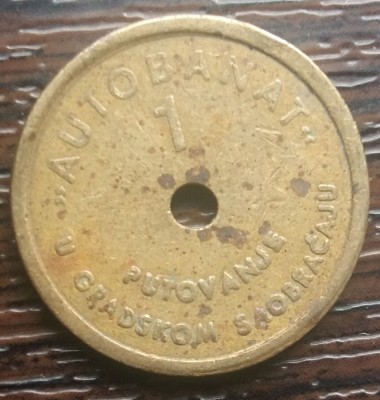 „AUTOBANAT“
1
PUTOVANJE
U GRADSKOM SAOBRAĆAJU